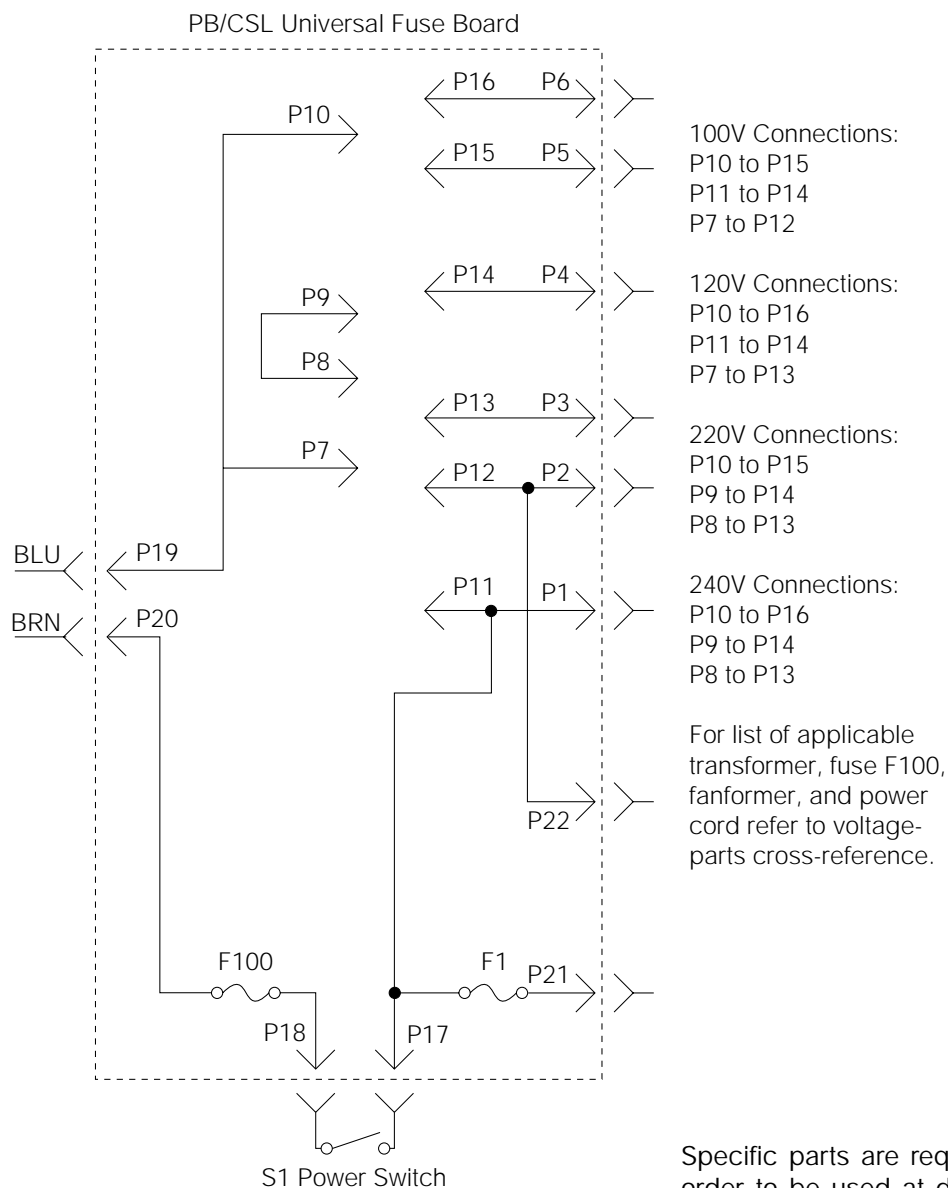 PB/CSL Universal Fuse Board
P16 P6
P10
P15 P5
P14 P4
P9
P8
P13 P3
P7
P12 P2
BLU P19
P11 P1
BRN P20
P22
F100 F1
P21
P18 P17
S1 Power Switch
100V Connections:
P10 to P15
P11 to P14
P7 to P12
120V Connections:
P10 to P16
P11 to P14
P7 to P13
220V Connections:
P10 to P15
P9 to P14
P8 to P13
240V Connections:
P10 to P16
P9 to P14
P8 to P13
For list of applicable
transformer, fuse F100,
fanformer, and power
cord refer to voltage-
parts cross-reference.
Specific parts are